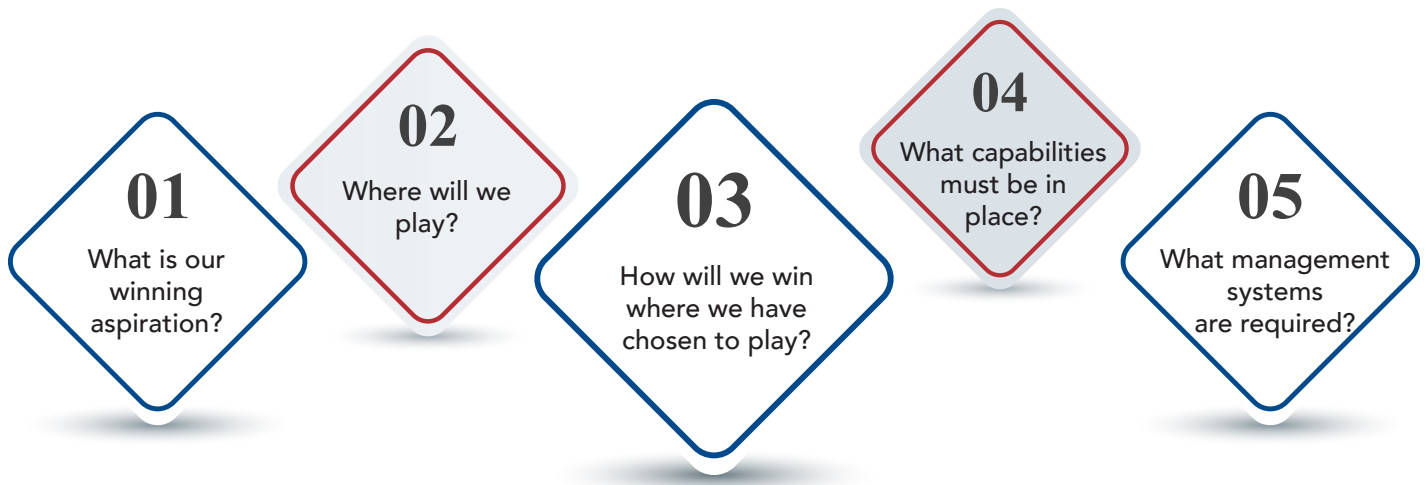 01
What is our
winning
aspiration?
02
Where will we
play?
03
How will we win
where we have
chosen to play?
04
What capabilities
must be in
place?
05
What management
systems
are required?